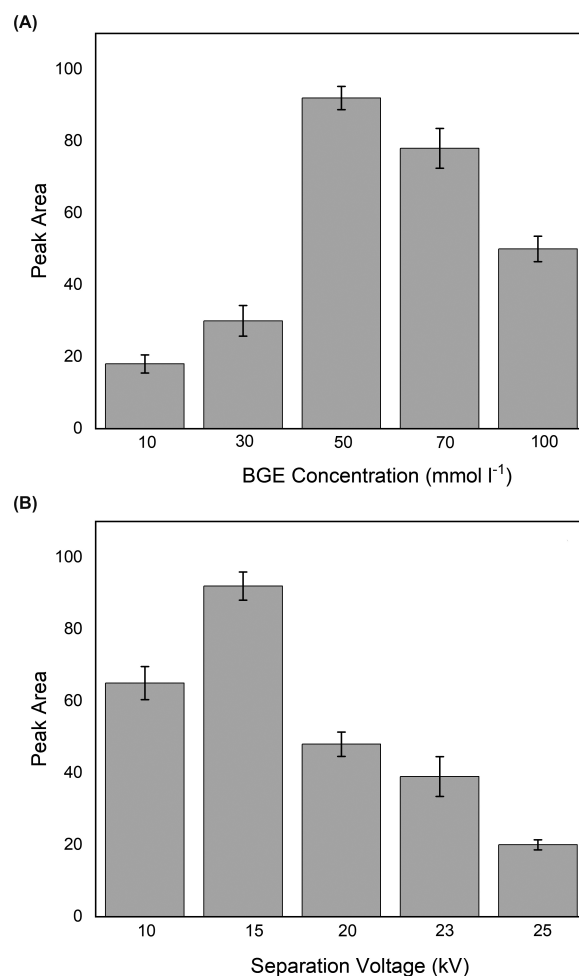 (A)
100
80
60
40
20
0
Peak Area
10 30 50 70 100
BGE Concentration (mmol l⁻¹)
(B)
100
80
60
40
20
0
Peak Area
10 15 20 23 25
Separation Voltage (kV)